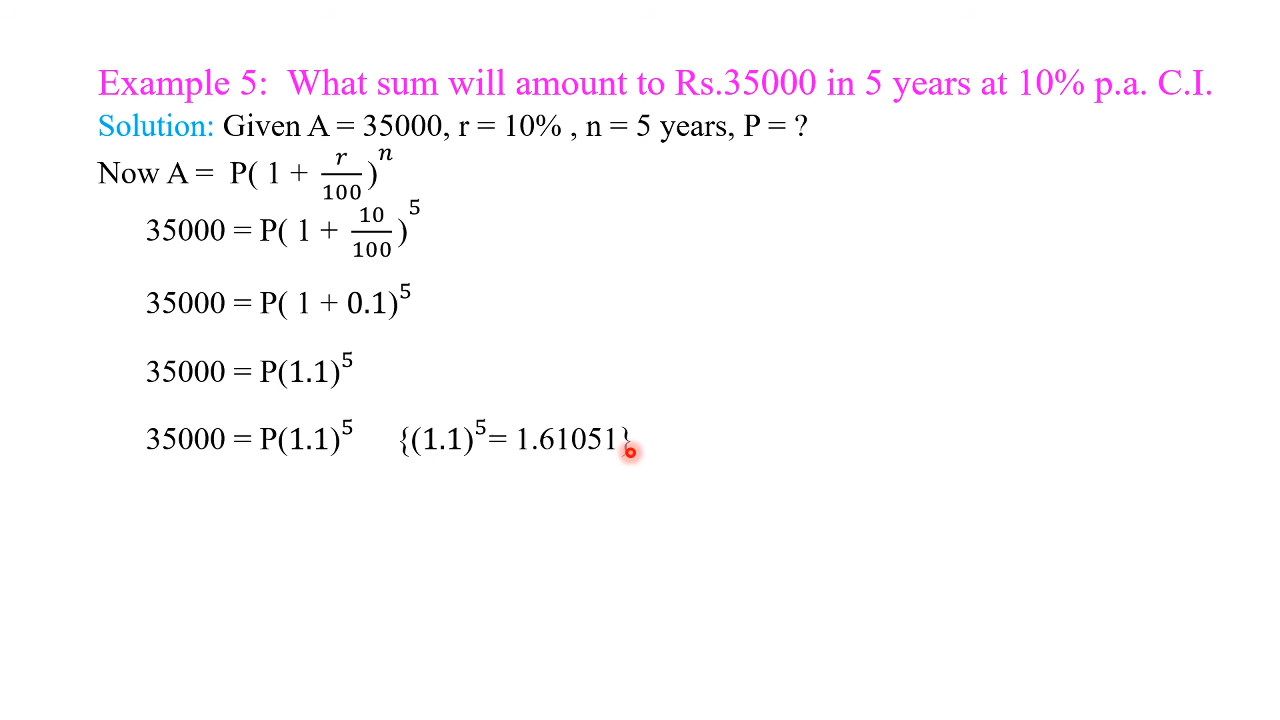 Example 5:  What sum will amount to Rs.35000 in 5 years at 10% p.a. C.I.
Solution: Given A = 35000, r = 10% , n = 5 years, P = ?
Now A =  P( 1 + r/100)^n
35000 = P( 1 + 10/100)^5
35000 = P( 1 + 0.1)^5
35000 = P(1.1)^5
35000 = P(1.1)^5    {(1.1)^5= 1.61051}